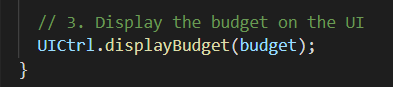 // 3. Display the budget on the UI
UICtrl.displayBudget(budget);
}